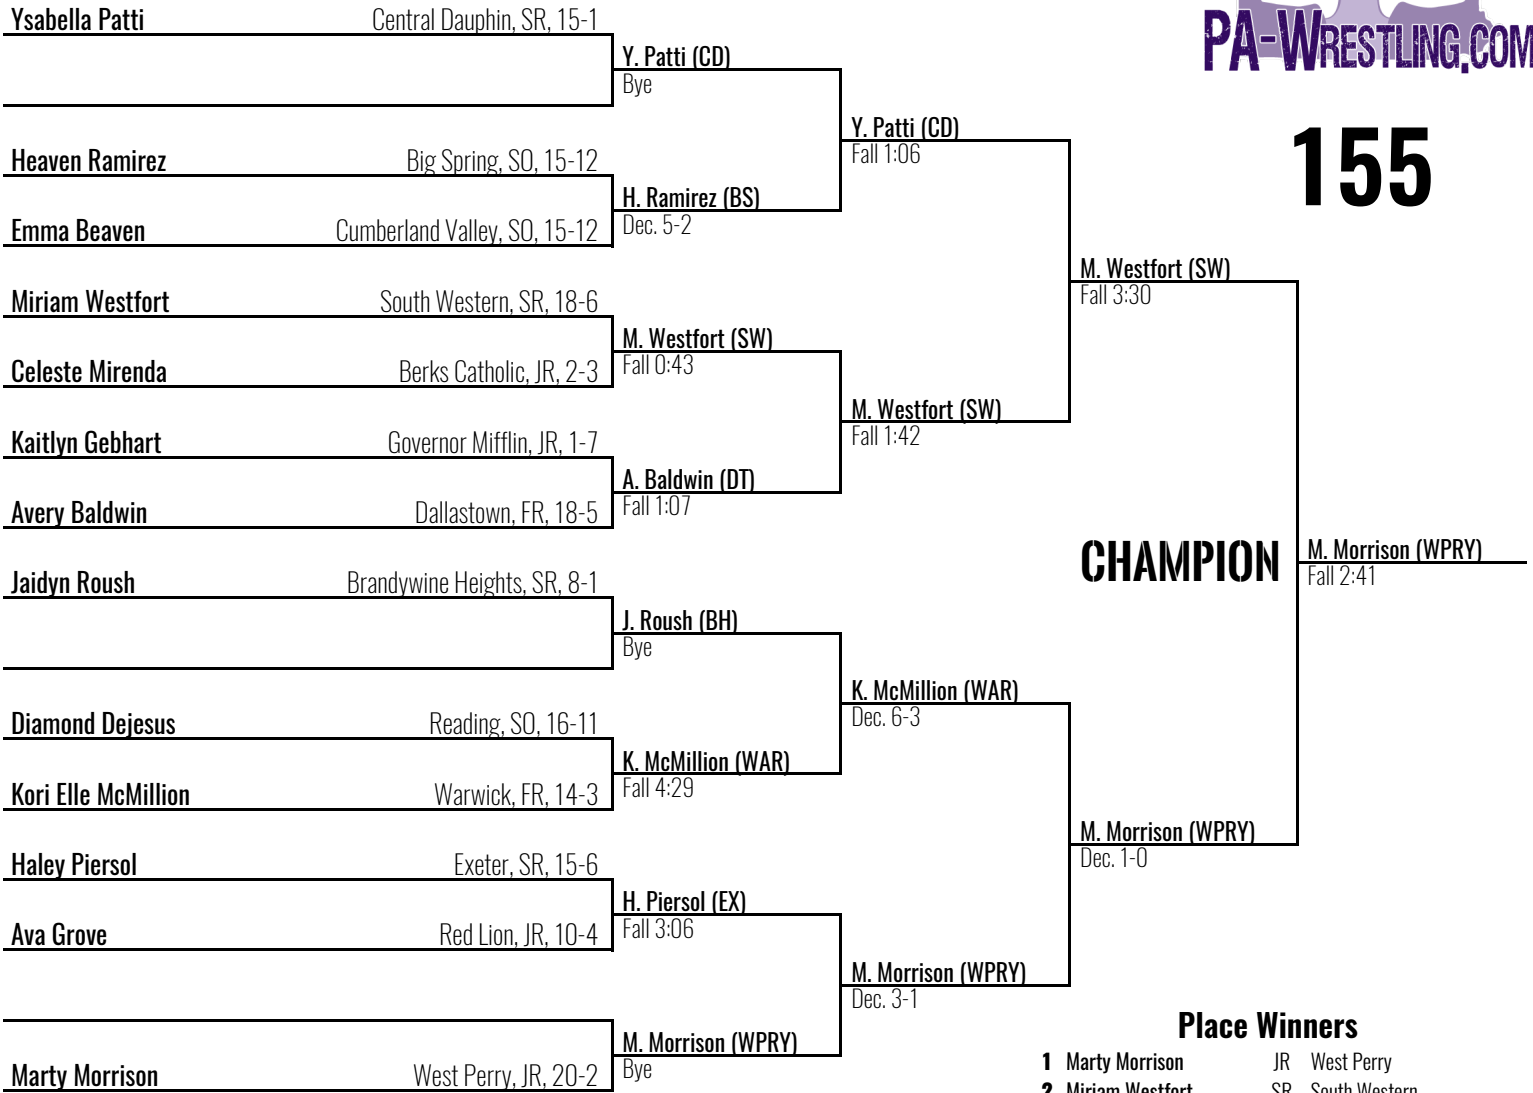 Ysabella Patti Central Dauphin, SR, 15-1
PA-WRESTLING.COM
Y. Patti (CD)
Bye
155
Y. Patti (CD)
Fall 1:06
Heaven Ramirez Big Spring, SO, 15-12
H. Ramirez (BS)
Dec. 5-2
Emma Beaven Cumberland Valley, SO, 15-12
M. Westfort (SW)
Fall 3:30
Miriam Westfort South Western, SR, 18-6
M. Westfort (SW)
Fall 0:43
Celeste Mirenda Berks Catholic, JR, 2-3
M. Westfort (SW)
Fall 1:42
Kaitlyn Gebhart Governor Mifflin, JR, 1-7
A. Baldwin (DT)
Fall 1:07
Avery Baldwin Dallastown, FR, 18-5
CHAMPION
M. Morrison (WPRY)
Fall 2:41
Jaidyn Roush Brandywine Heights, SR, 8-1
J. Roush (BH)
Bye
K. McMillion (WAR)
Dec. 6-3
Diamond Dejesus Reading, SO, 16-11
K. McMillion (WAR)
Fall 4:29
Kori Elle McMillion Warwick, FR, 14-3
M. Morrison (WPRY)
Dec. 1-0
Haley Piersol Exeter, SR, 15-6
H. Piersol (EX)
Fall 3:06
Ava Grove Red Lion, JR, 10-4
M. Morrison (WPRY)
Dec. 3-1
M. Morrison (WPRY)
Bye
Marty Morrison West Perry, JR, 20-2
Place Winners
1 Marty Morrison JR West Perry
2 Miriam Westfort SR South Western